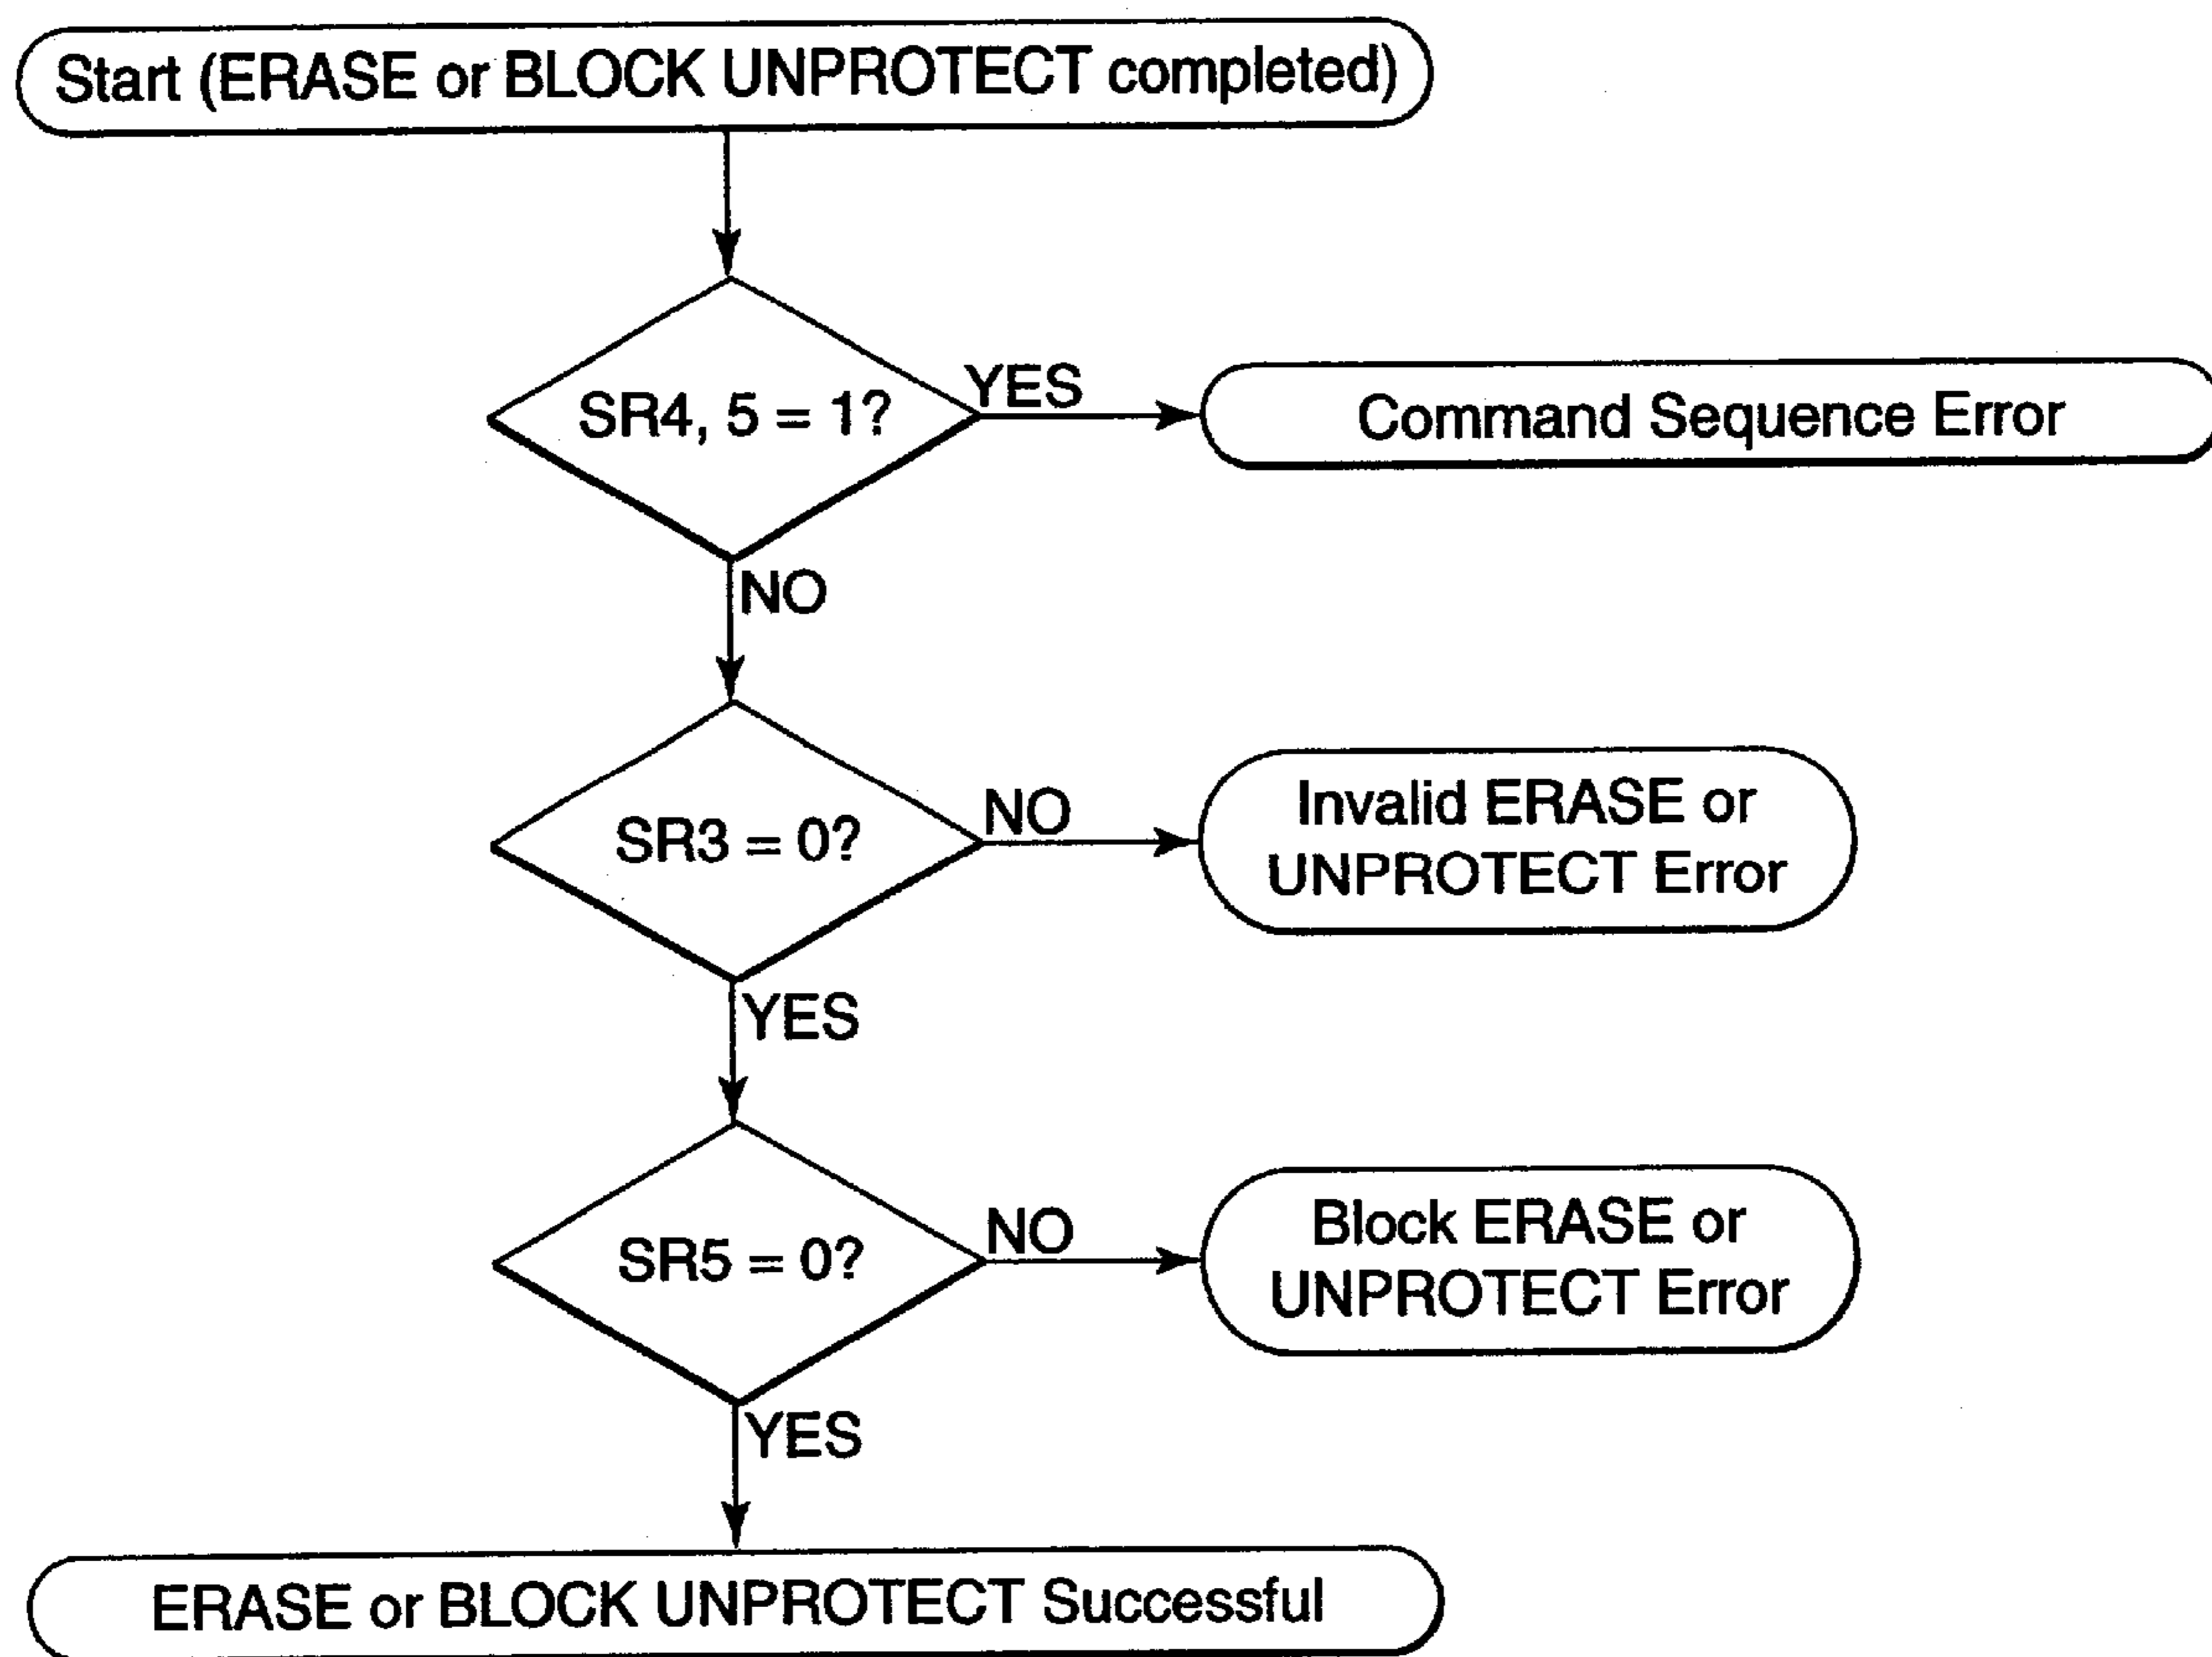 Start (ERASE or BLOCK UNPROTECT completed)
SR4, 5 = 1?
YES
Command Sequence Error
NO
SR3 = 0?
NO
Invalid ERASE or
UNPROTECT Error
YES
SR5 = 0?
NO
Block ERASE or
UNPROTECT Error
YES
ERASE or BLOCK UNPROTECT Successful